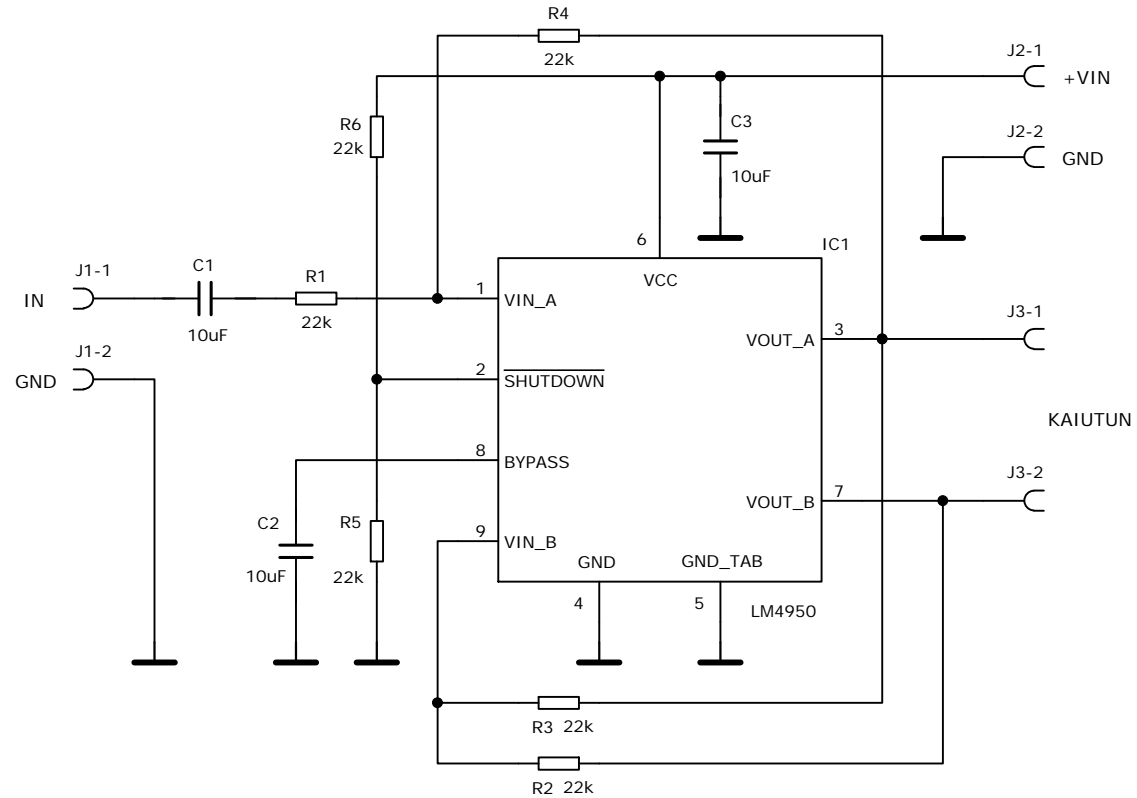 R4
22k
J2-1
+VIN
R6
22k
C3
10uF
J2-2
GND
6
IC1
VCC
J1-1
IN
C1
10uF
R1
22k
1
VIN_A
VOUT_A
3
J3-1
J1-2
GND
2
SHUTDOWN
KAIUTUN
8
BYPASS
J3-2
VOUT_B
7
C2
10uF
R5
22k
9
VIN_B
GND
GND_TAB
4
5
LM4950
R3 22k
R2 22k